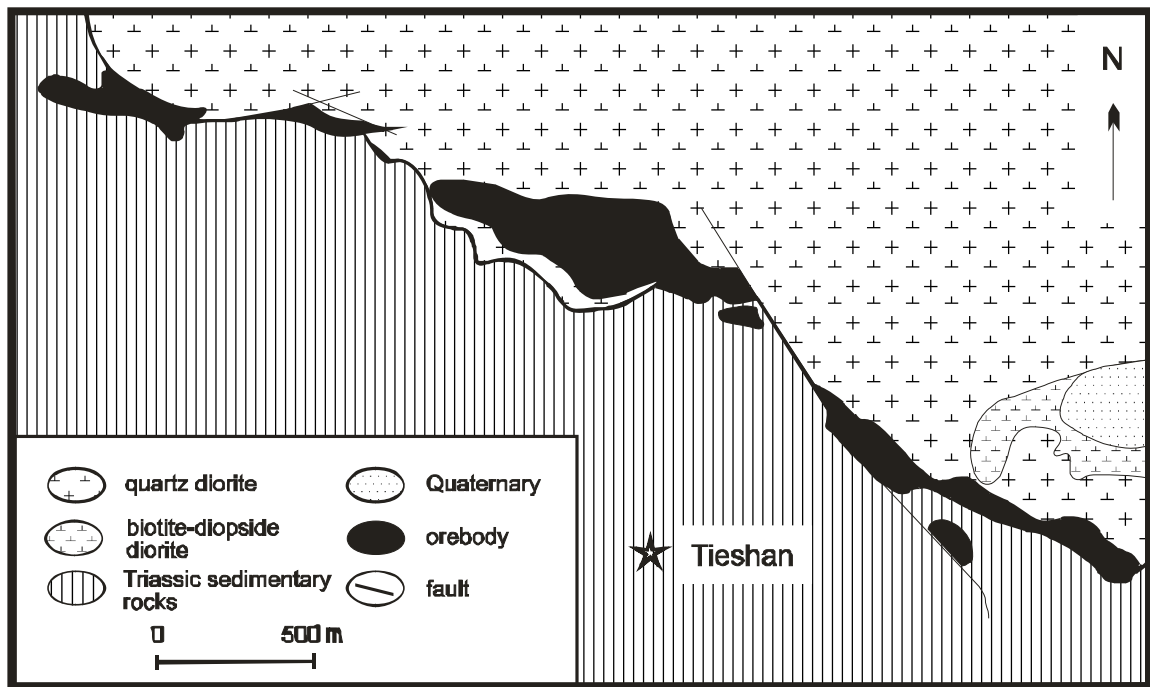 N
quartz diorite
Quaternary
biotite-diopside
diorite
orebody
Triassic sedimentary
rocks
fault
0 500 m
Tieshan